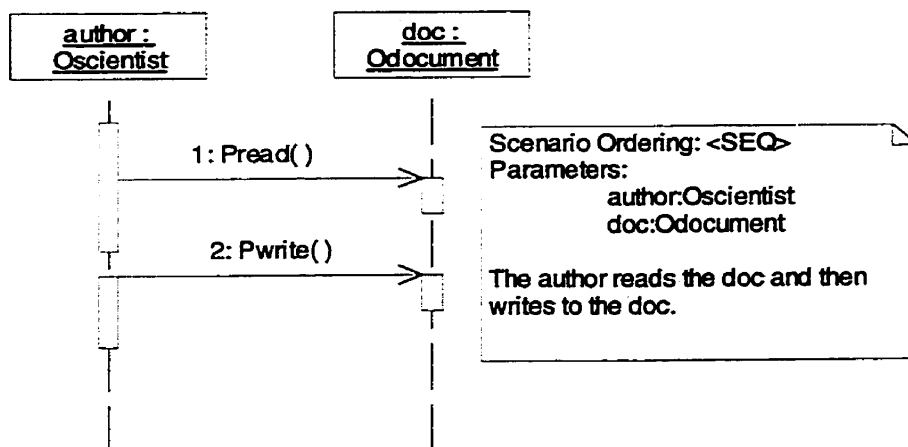 author :
Oscientist
doc :
Odocument
1: Pread( )
2: Pwrite( )
Scenario Ordering: <SEQ>
Parameters:
author:Oscientist
doc:Odocument
The author reads the doc and then
writes to the doc.